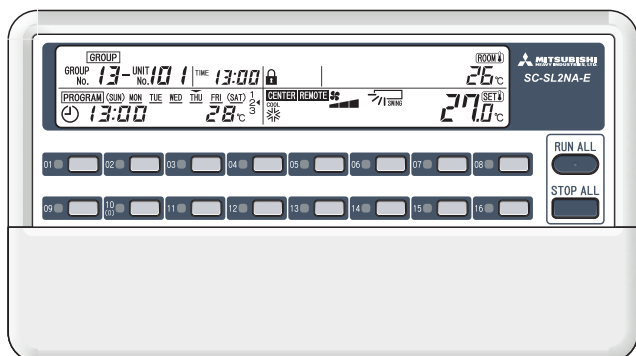 GROUP
GROUP No. 13- UNIT No. 101 TIME 13:00
ROOM
26°C
PROGRAM (SUN) MON TUE WED THU FRI (SAT) 1 2 3
13:00 28°C
CENTER REMOTE
COOL
SWING
SET
27.0°C
MITSUBISHI
HEAVY INDUSTRIES, LTD.
SC-SL2NA-E
01 02 03 04 05 06 07 08
RUN ALL
09 10 (0) 11 12 13 14 15 16
STOP ALL